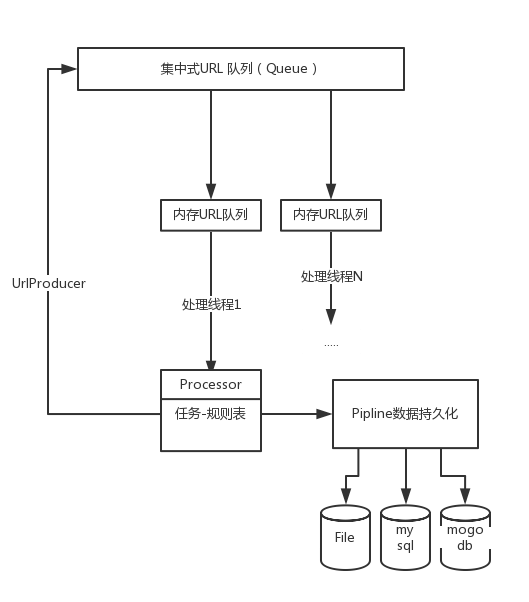 集中式URL 队列（Queue ）
内存URL队列
内存URL队列
处理线程N
UrlProducer
处理线程1
.....
Processor
任务-规则表
Pipline数据持久化
File
my
sql
mogo
db